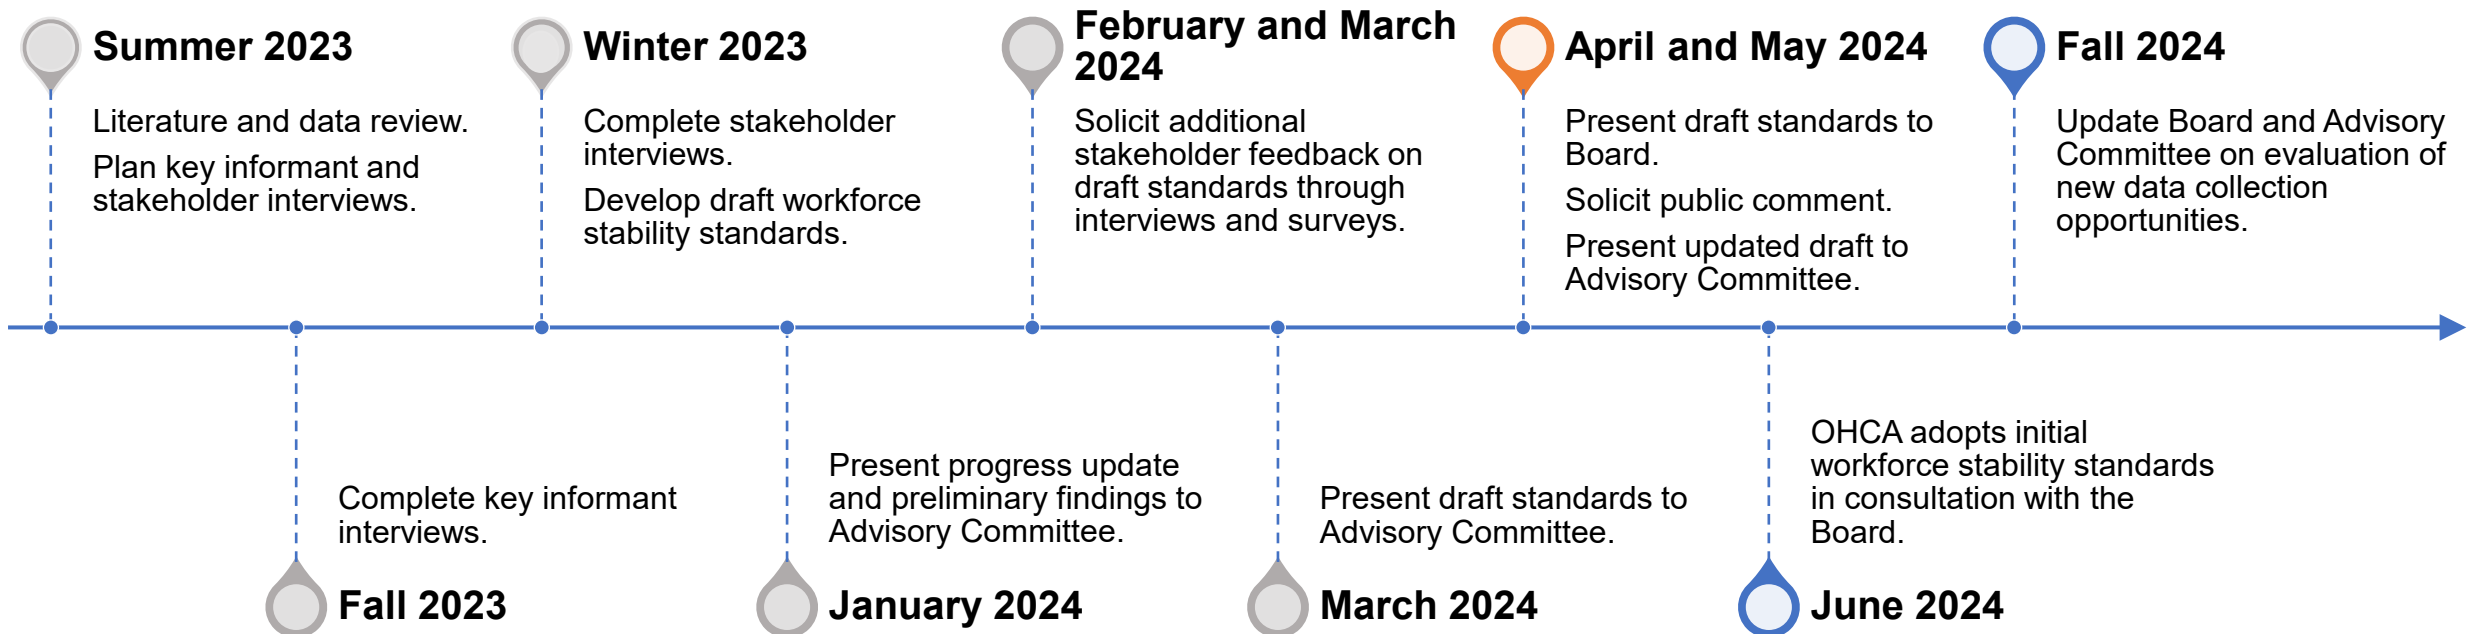 Summer 2023
Literature and data review.
Plan key informant and
stakeholder interviews.
Complete key informant
interviews.
Fall 2023
Winter 2023
Complete stakeholder
interviews.
Develop draft workforce
stability standards.
Present progress update
and preliminary findings to
Advisory Committee.
January 2024
February and March
2024
Solicit additional
stakeholder feedback on
draft standards through
interviews and surveys.
Present draft standards to
Advisory Committee.
March 2024
April and May 2024
Present draft standards to
Board.
Solicit public comment.
Present updated draft to
Advisory Committee.
OHCA adopts initial
workforce stability standards
in consultation with the
Board.
June 2024
Fall 2024
Update Board and Advisory
Committee on evaluation of
new data collection
opportunities.